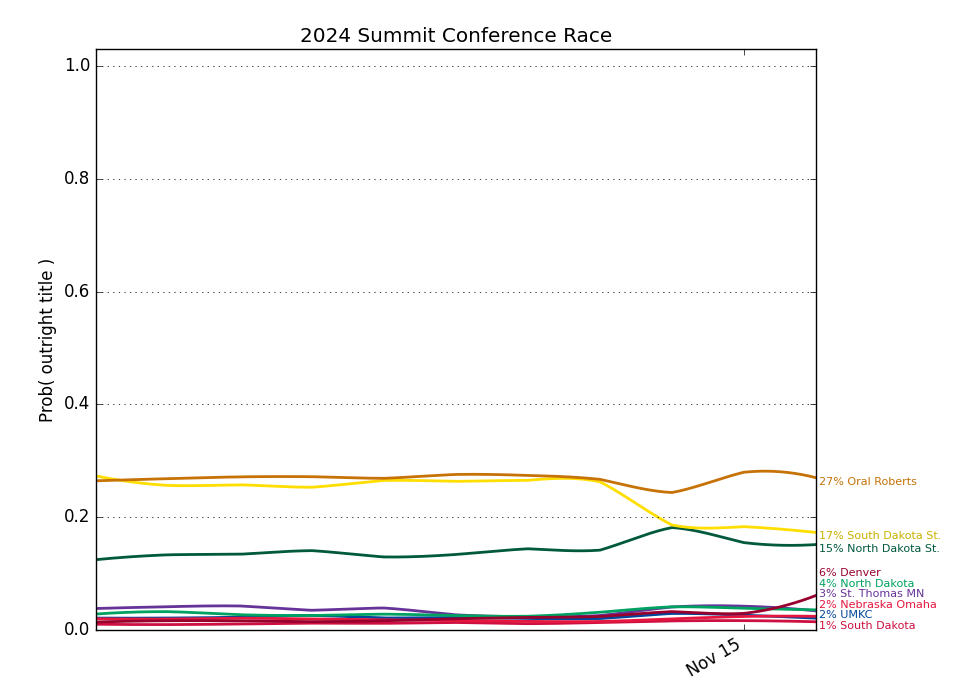 2024 Summit Conference Race
Prob( outright title )
1.0
0.8
0.6
0.4
0.2
0.0
27% Oral Roberts
17% South Dakota St.
15% North Dakota St.
6% Denver
4% North Dakota
3% St. Thomas MN
2% Nebraska Omaha
2% UMKC
1% South Dakota
Nov 15